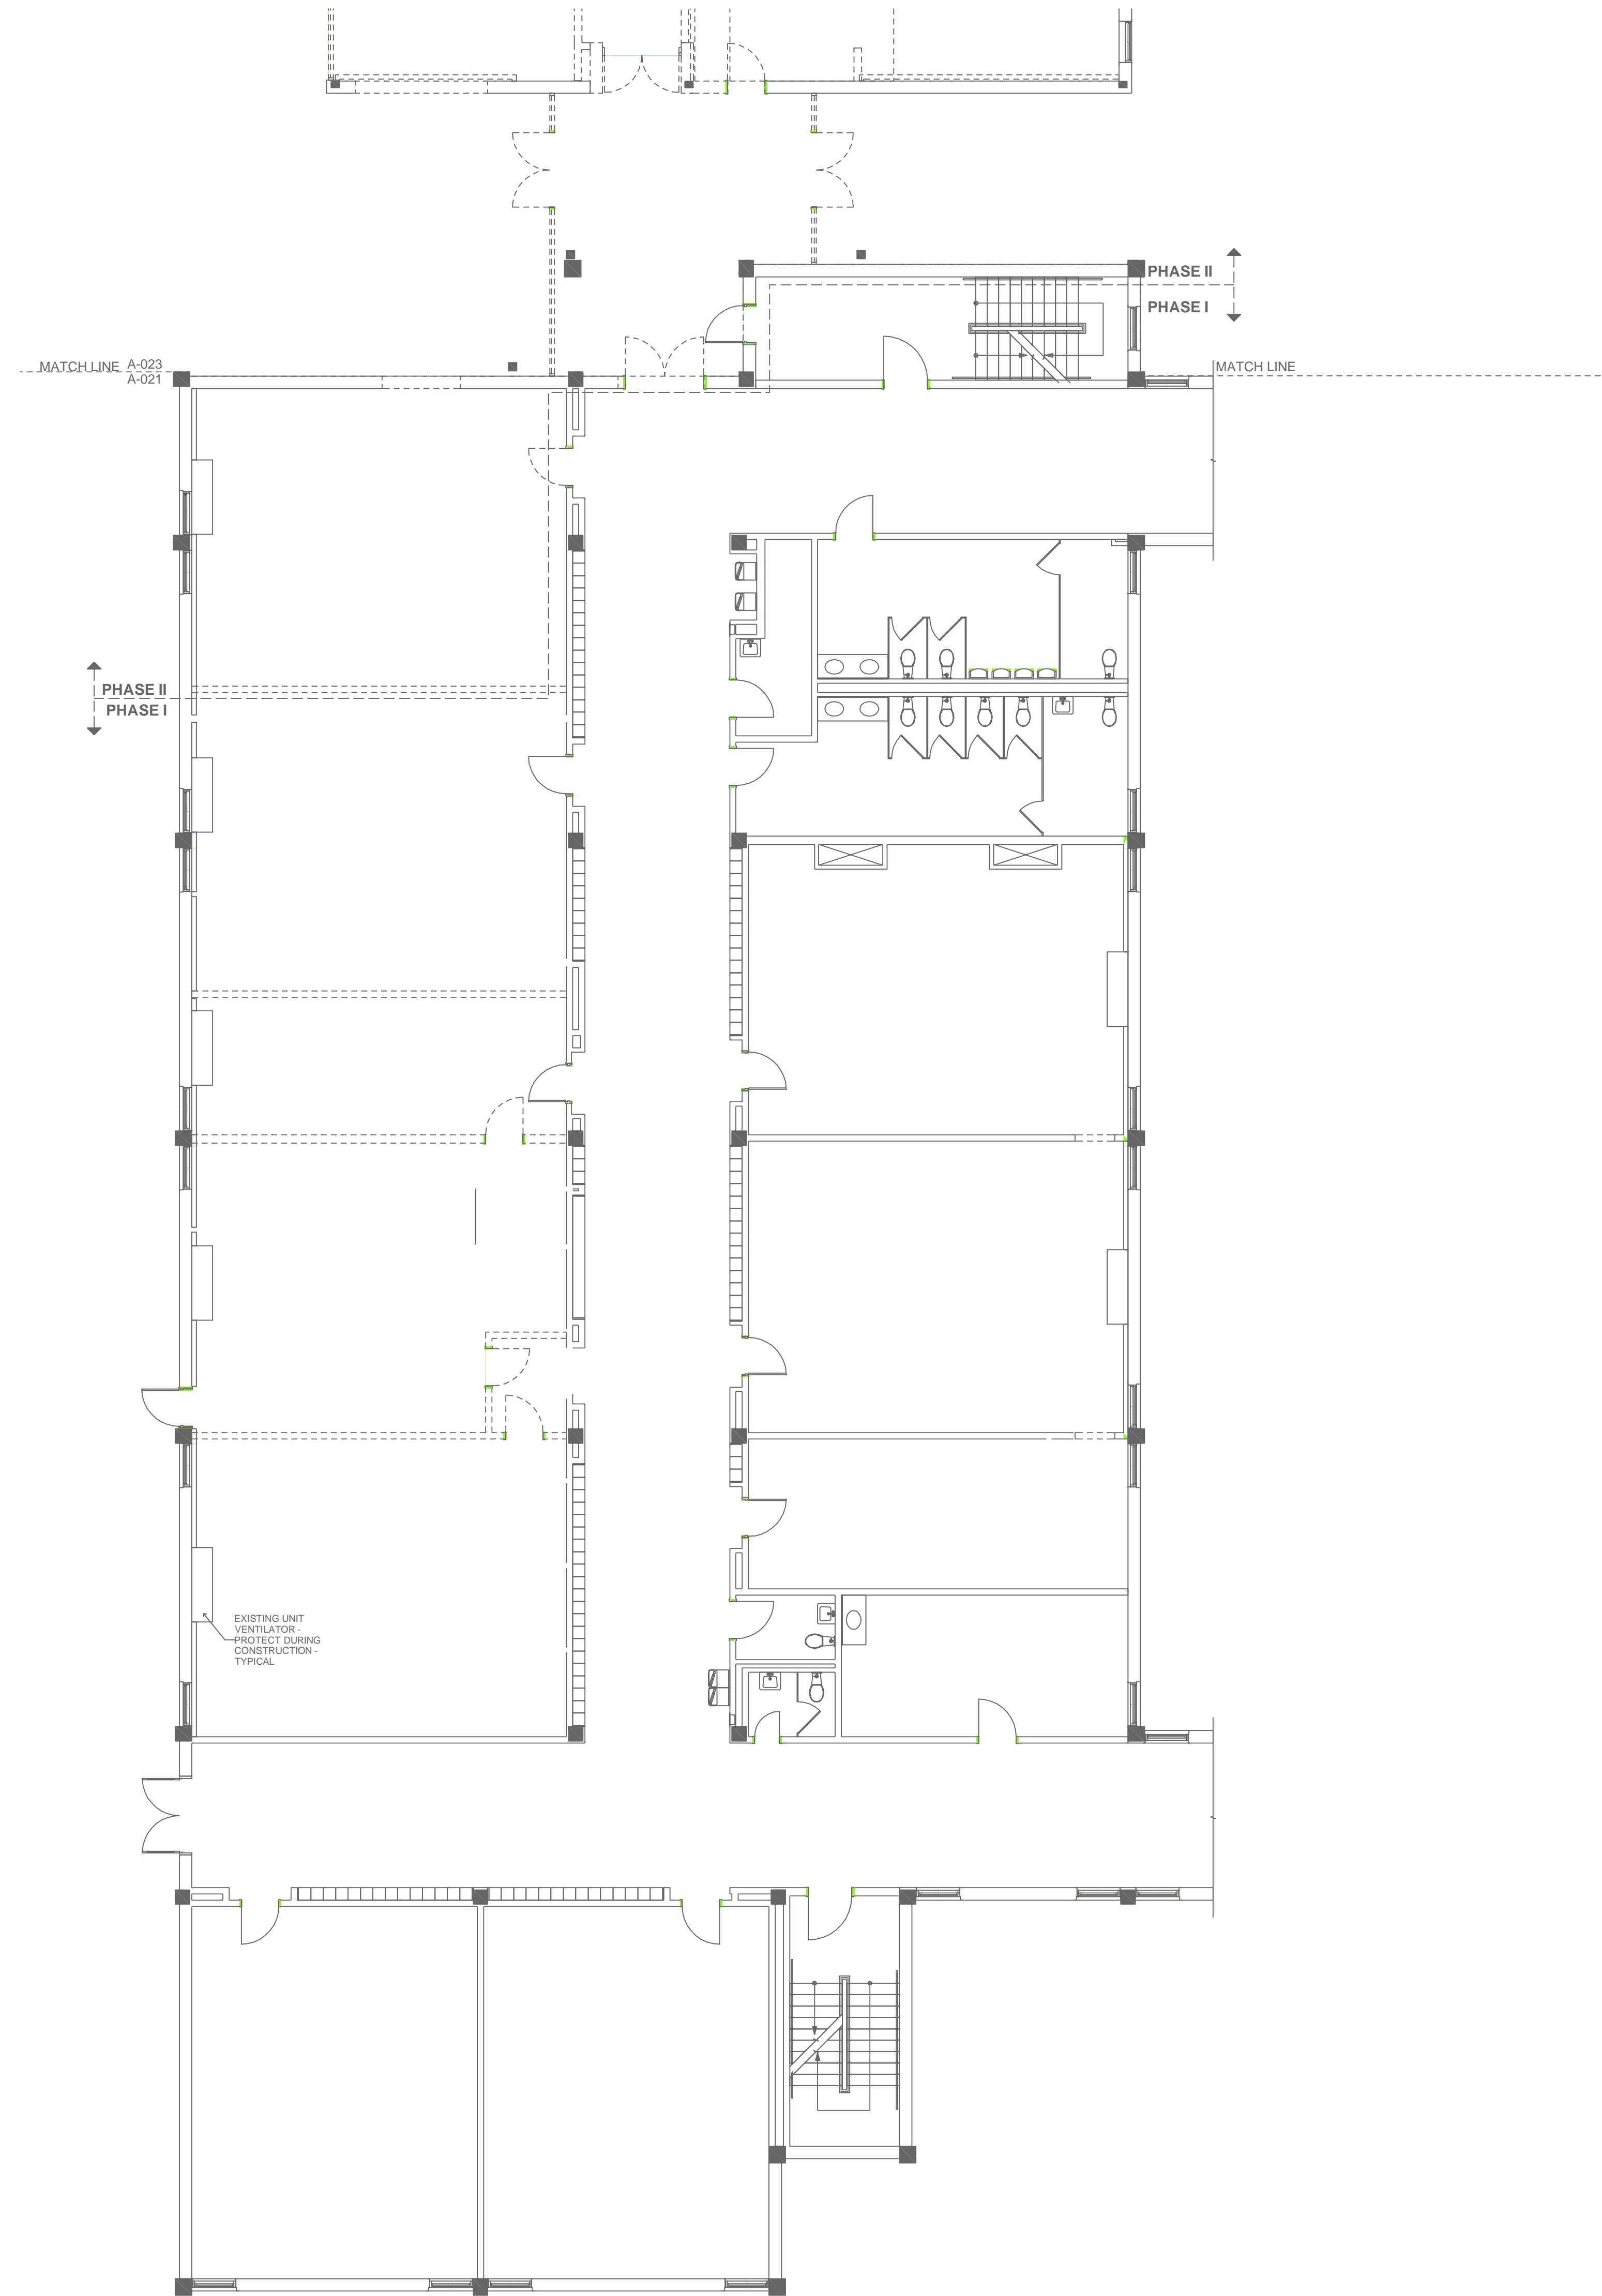 PHASE II
PHASE I
MATCH LINE A-023
A-021
MATCH LINE
PHASE II
PHASE I
EXISTING UNIT
VENTILATOR -
PROTECT DURING
CONSTRUCTION -
TYPICAL